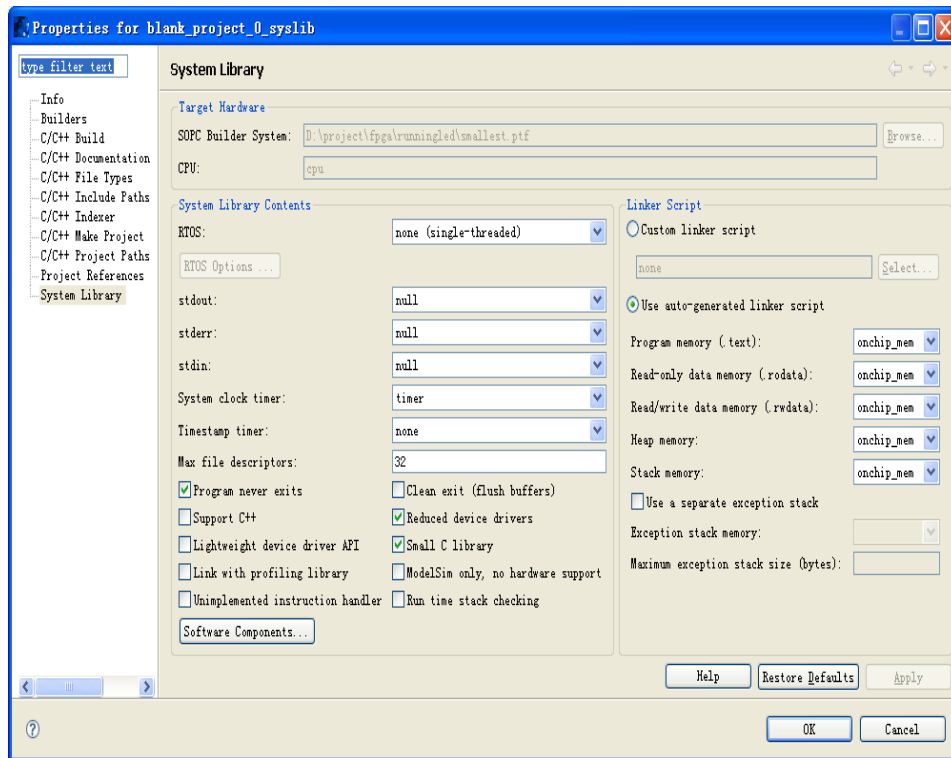 Properties for blank_project_0_syslib
type filter text
Info
Builders
C/C++ Build
C/C++ Documentation
C/C++ File Types
C/C++ Include Paths
C/C++ Indexer
C/C++ Make Project
C/C++ Project Paths
Project References
System Library
System Library
Target Hardware
SOPC Builder System: D:\project\fpga\runningled\smallest.ptf Browse...
CPU: cpu
System Library Contents
RTOS: none (single-threaded)
RTOS Options ...
stdout: null
stderr: null
stdin: null
System clock timer: timer
Timestamp timer: none
Max file descriptors: 32
Program never exits Clean exit (flush buffers)
Support C++ Reduced device drivers
Lightweight device driver API Small C library
Link with profiling library ModelSim only, no hardware support
Unimplemented instruction handler Run time stack checking
Software Components...
Linker Script
Custom linker script
none Select...
Use auto-generated linker script
Program memory (.text): onchip_mem
Read-only data memory (.rodata): onchip_mem
Read/write data memory (.rwdata): onchip_mem
Heap memory: onchip_mem
Stack memory: onchip_mem
Use a separate exception stack
Exception stack memory:
Maximum exception stack size (bytes):
Help Restore Defaults Apply
? OK Cancel